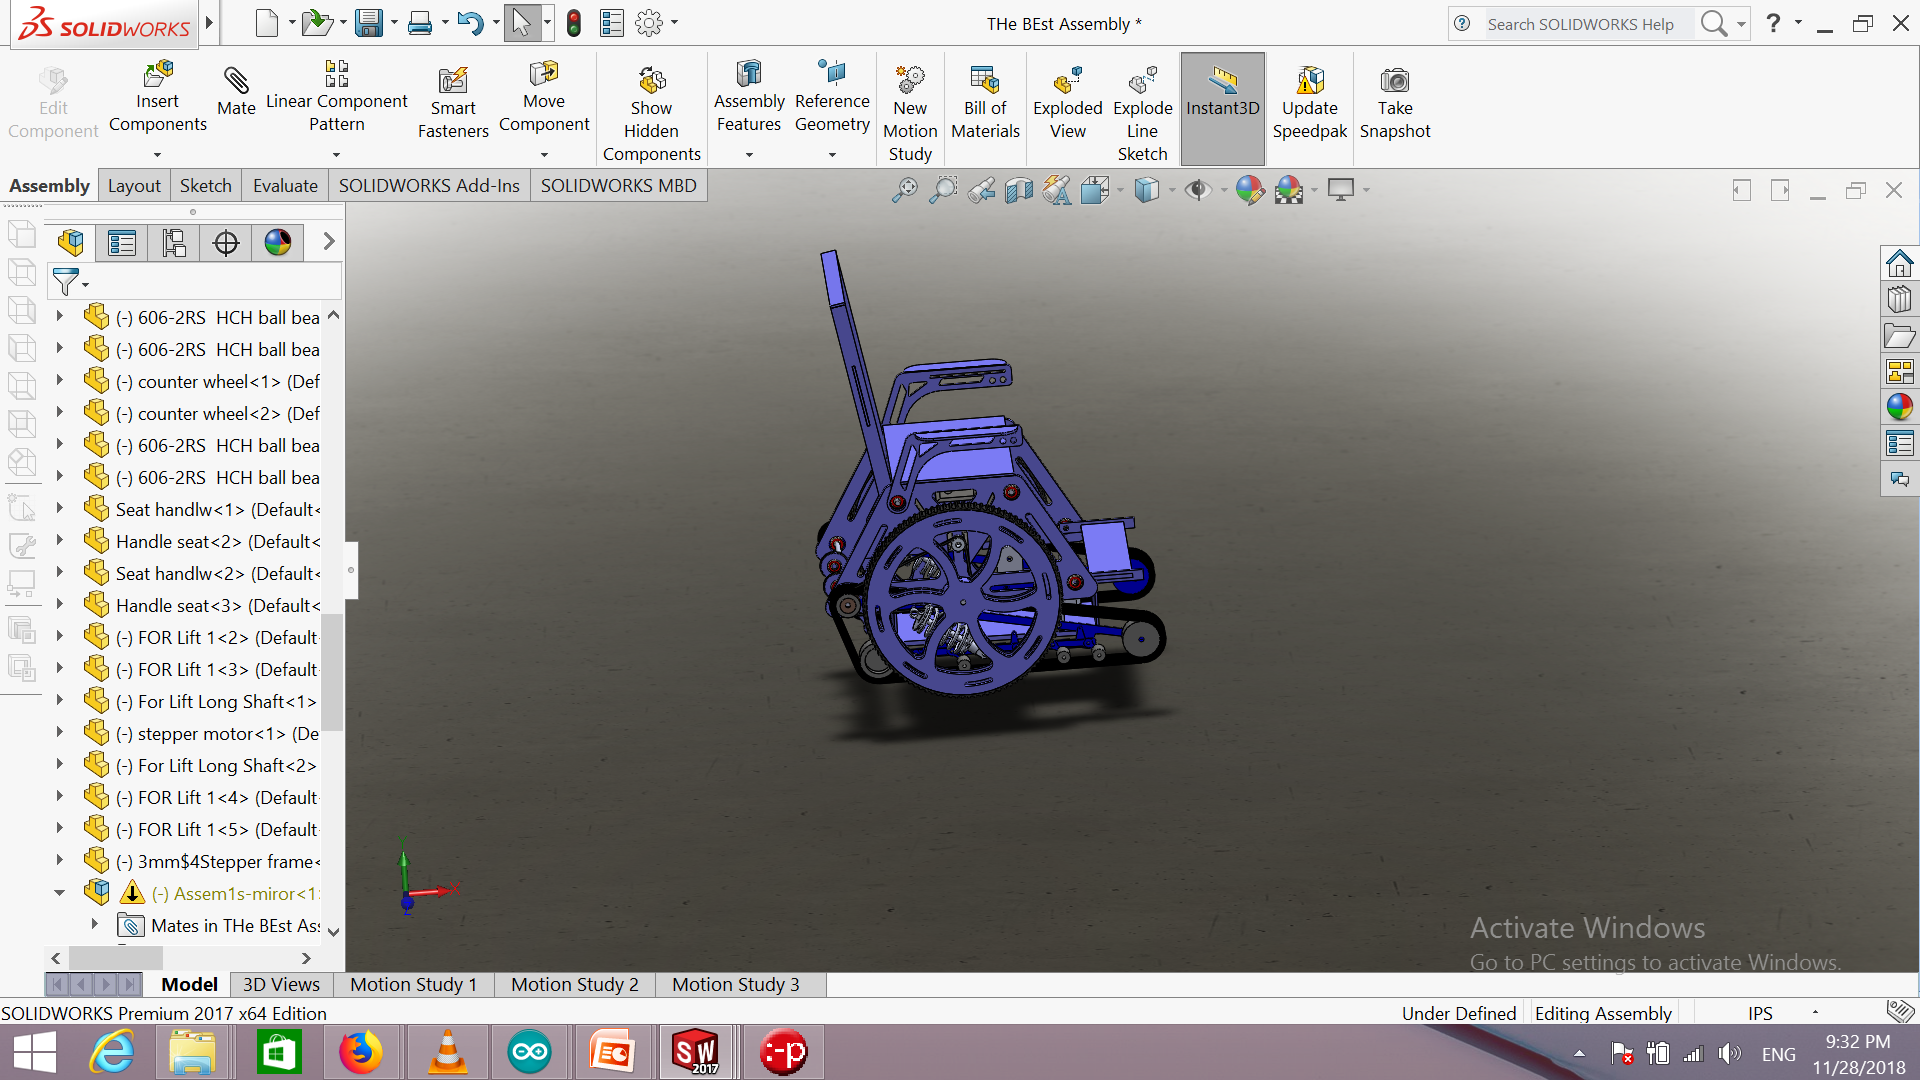 SOLIDWORKS
THe BEst Assembly *
Search SOLIDWORKS Help
?
Edit Component
Insert Components
Mate
Linear Component Pattern
Smart Fasteners
Move Component
Show Hidden Components
Assembly Features
Reference Geometry
New Motion Study
Bill of Materials
Exploded View
Explode Line Sketch
Instant3D
Update Speedpak
Take Snapshot
Assembly
Layout
Sketch
Evaluate
SOLIDWORKS Add-Ins
SOLIDWORKS MBD
(-) 606-2RS HCH ball bea
(-) 606-2RS HCH ball bea
(-) counter wheel<1> (Def
(-) counter wheel<2> (Def
(-) 606-2RS HCH ball bea
(-) 606-2RS HCH ball bea
Seat handlw<1> (Default<
Handle seat<2> (Default<
Seat handlw<2> (Default<
Handle seat<3> (Default<
(-) FOR Lift 1<2> (Default
(-) FOR Lift 1<3> (Default
(-) For Lift Long Shaft<1>
(-) stepper motor<1> (De
(-) For Lift Long Shaft<2>
(-) FOR Lift 1<4> (Default
(-) FOR Lift 1<5> (Default
(-) 3mm$4Stepper frame<
(-) Assem1s-miror<1
Mates in THe BEst Ass
Activate Windows
Go to PC settings to activate Windows.
Model
3D Views
Motion Study 1
Motion Study 2
Motion Study 3
SOLIDWORKS Premium 2017 x64 Edition
Under Defined
Editing Assembly
IPS
SW
2017
:-p
ENG
9:32 PM
11/28/2018